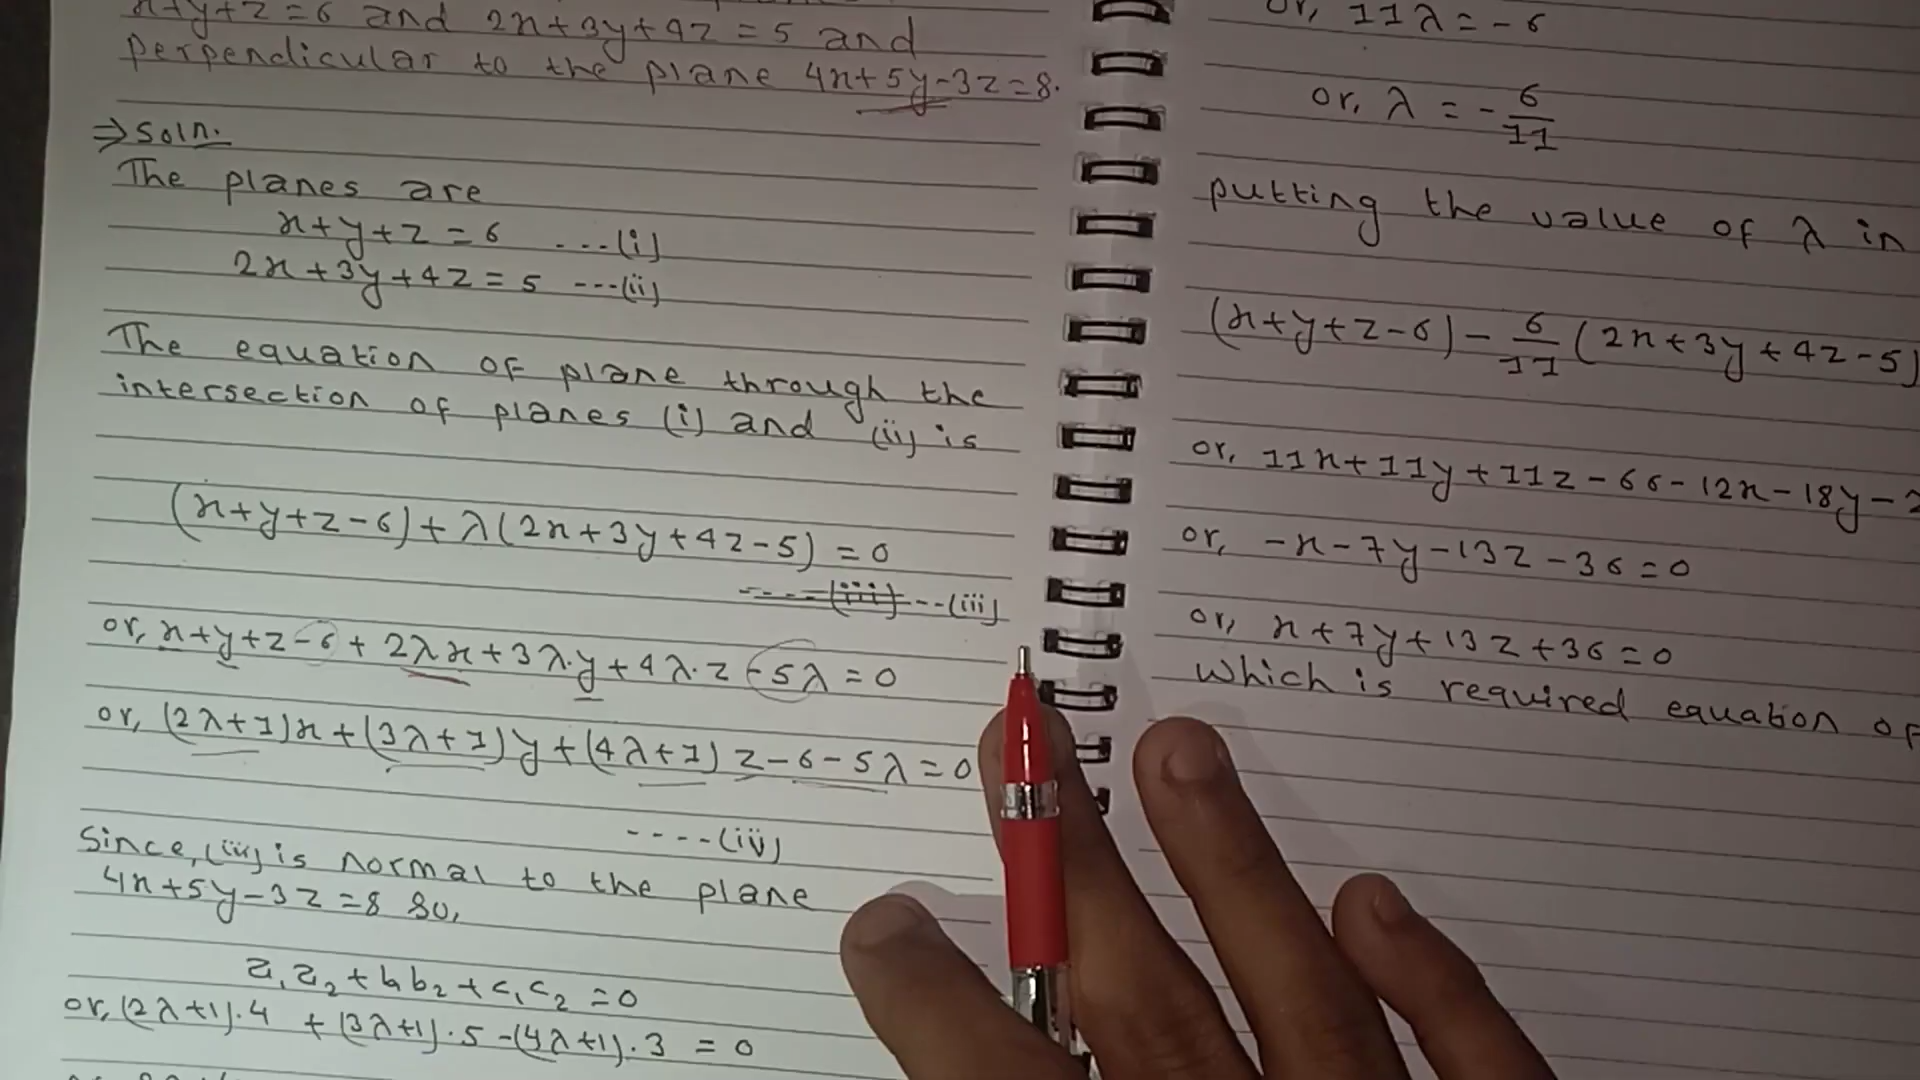 x+y+z=6 and 2x+3y+4z=5 and
perpendicular to the plane 4x+5y-3z=8.
⇒ Soln.
The planes are
x+y+z=6 ---(i)
2x+3y+4z=5 ---(ii)
The equation of plane through the
intersection of planes (i) and (ii) is
(x+y+z-6)+λ(2x+3y+4z-5)=0
----(iii)--(iii)
or, x+y+z-6+2λx+3λ.y+4λ.z-5λ=0
or, (2λ+1)x+(3λ+1)y+(4λ+1)z-6-5λ=0
----(iv)
Since, (iii) is normal to the plane
4x+5y-3z=8 so,
a₁a₂+b₁b₂+c₁c₂=0
or, (2λ+1).4 +(3λ+1).5-(4λ+1).3 = 0
or, 11λ=-6
or, λ = -6/11
putting the value of λ in
(x+y+z-6)-6/11(2x+3y+4z-5)
or, 11x+11y+11z-66-12x-18y-2
or, -x-7y-13z-36=0
or, x+7y+13z+36=0
Which is required equation of